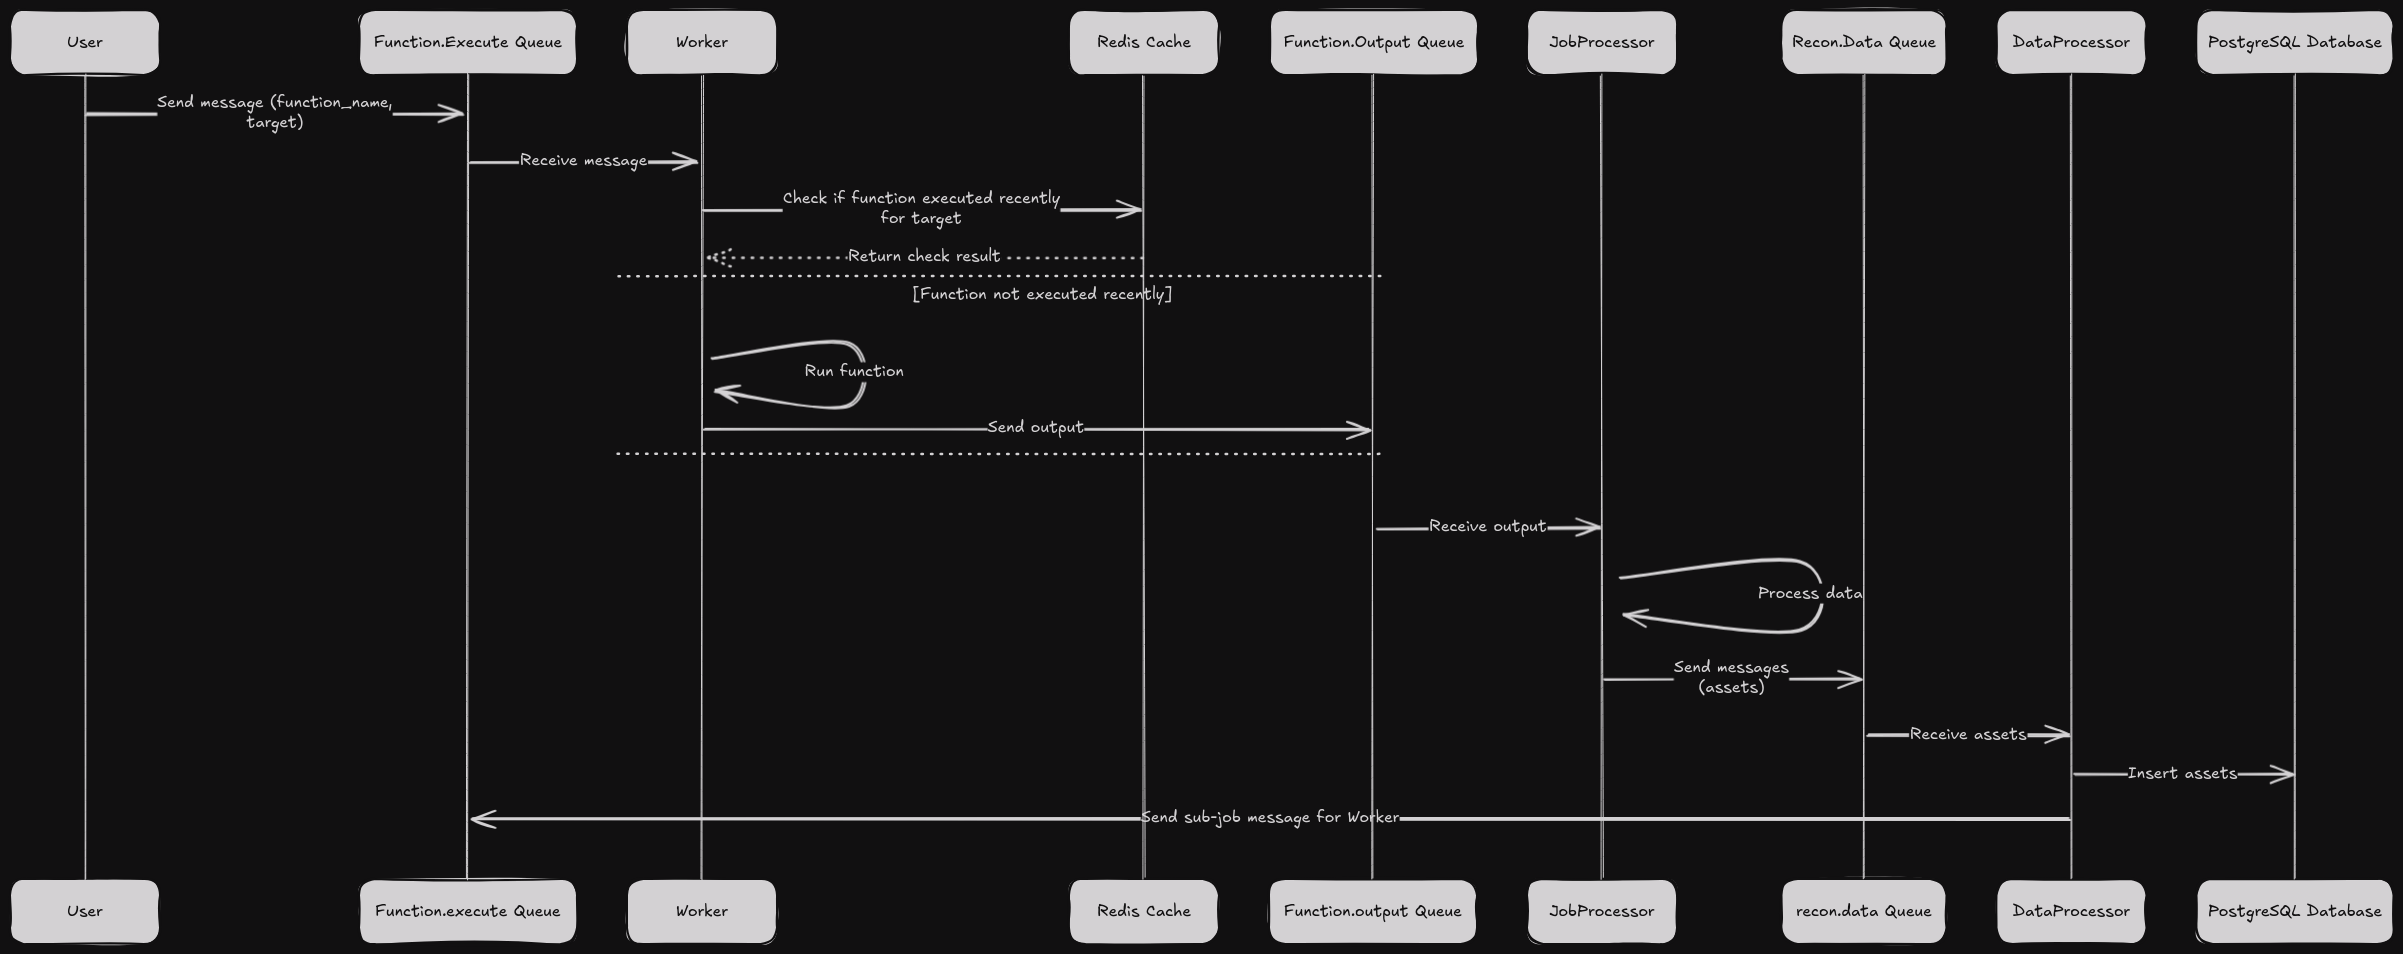 User
Function.Execute Queue
Worker
Redis Cache
Function.Output Queue
JobProcessor
Recon.Data Queue
DataProcessor
PostgreSQL Database
Send message (function_name,
target)
Receive message
Check if function executed recently
for target
Return check result
[Function not executed recently]
Run function
Send output
Receive output
Process data
Send messages
(assets)
Receive assets
Insert assets
Send sub-job message for Worker
User
Function.execute Queue
Worker
Redis Cache
Function.output Queue
JobProcessor
recon.data Queue
DataProcessor
PostgreSQL Database